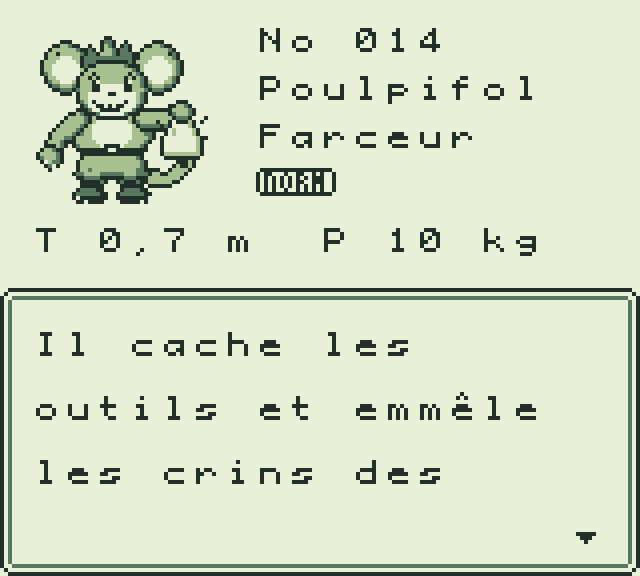 No 014
Poulpifol
Farceur
NORM
T 0,7 m P 10 kg
Il cache les
outils et emmêle
les crins des